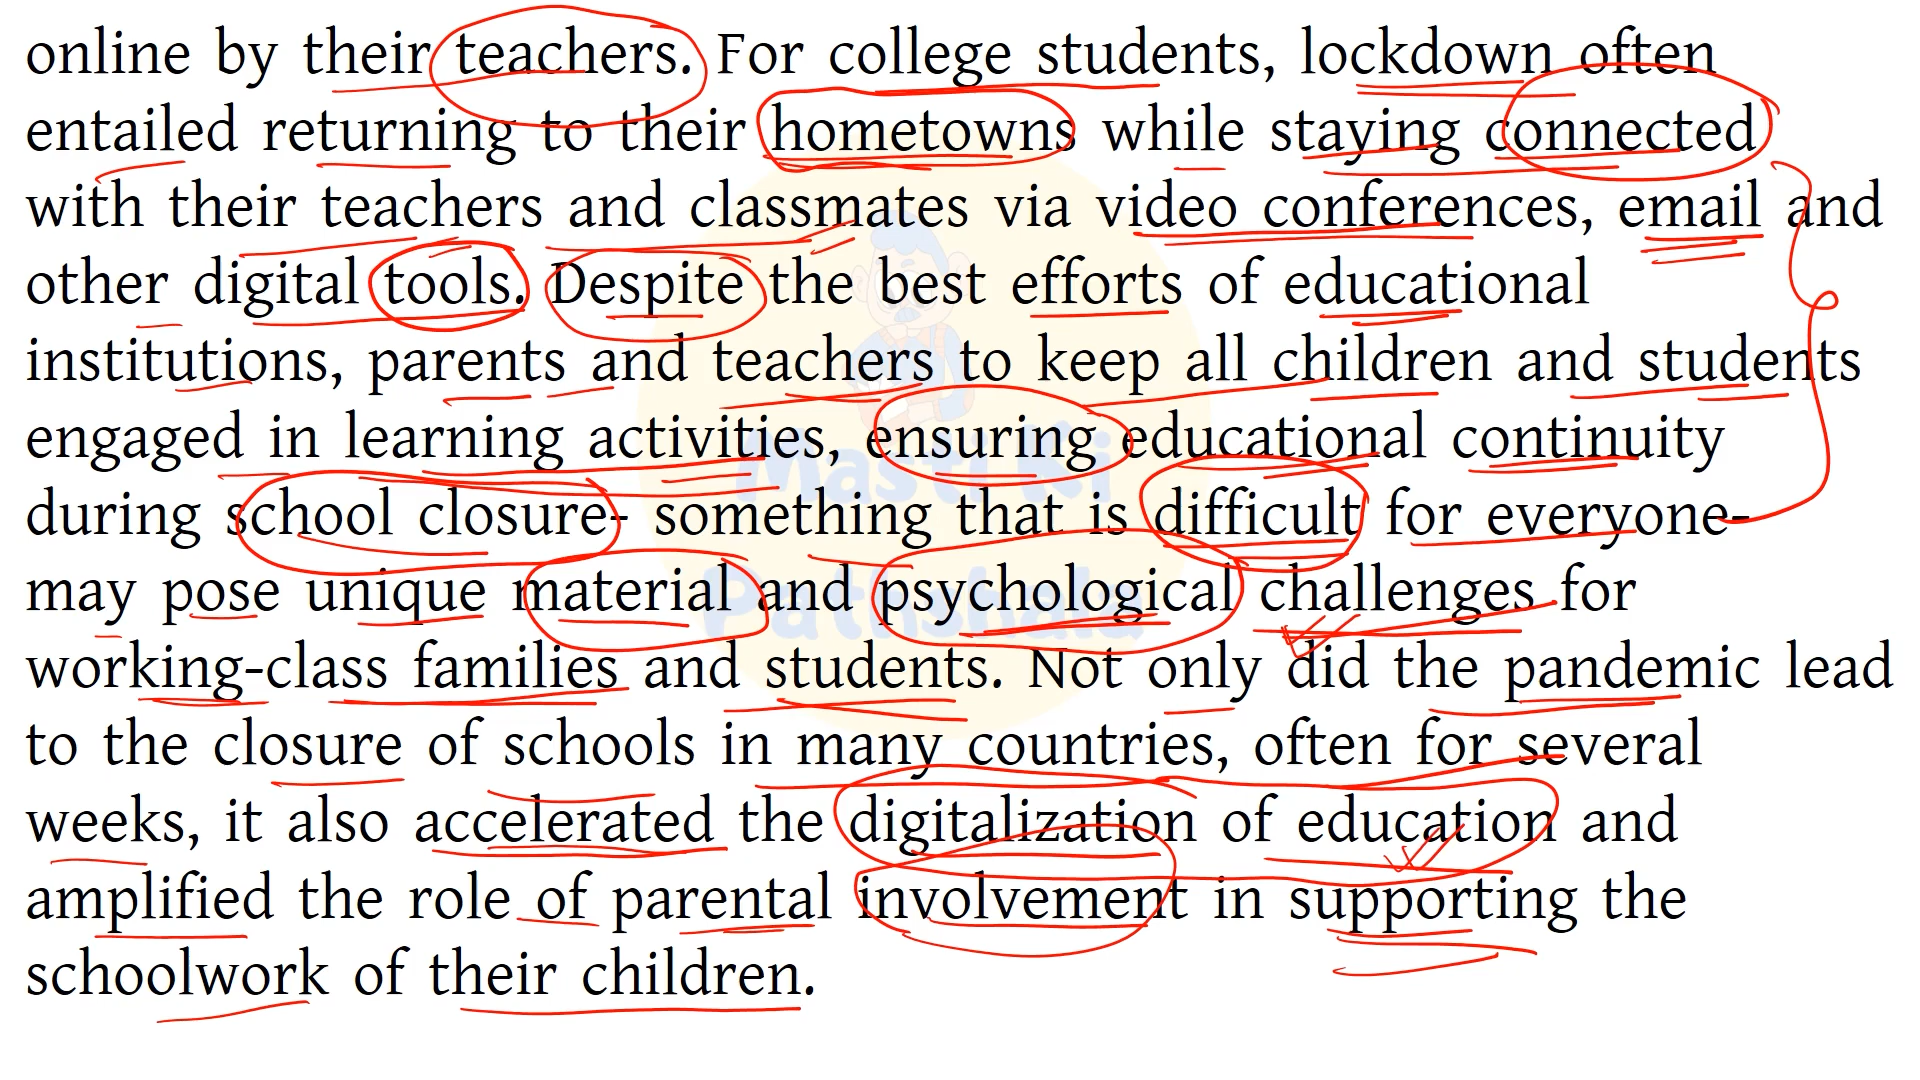 online by their teachers. For college students, lockdown often
entailed returning to their hometowns while staying connected
with their teachers and classmates via video conferences, email and
other digital tools. Despite the best efforts of educational
institutions, parents and teachers to keep all children and students
engaged in learning activities, ensuring educational continuity
during school closure- something that is difficult for everyone-
may pose unique material and psychological challenges for
working-class families and students. Not only did the pandemic lead
to the closure of schools in many countries, often for several
weeks, it also accelerated the digitalization of education and
amplified the role of parental involvement in supporting the
schoolwork of their children.
Masti Ki
Pathshala